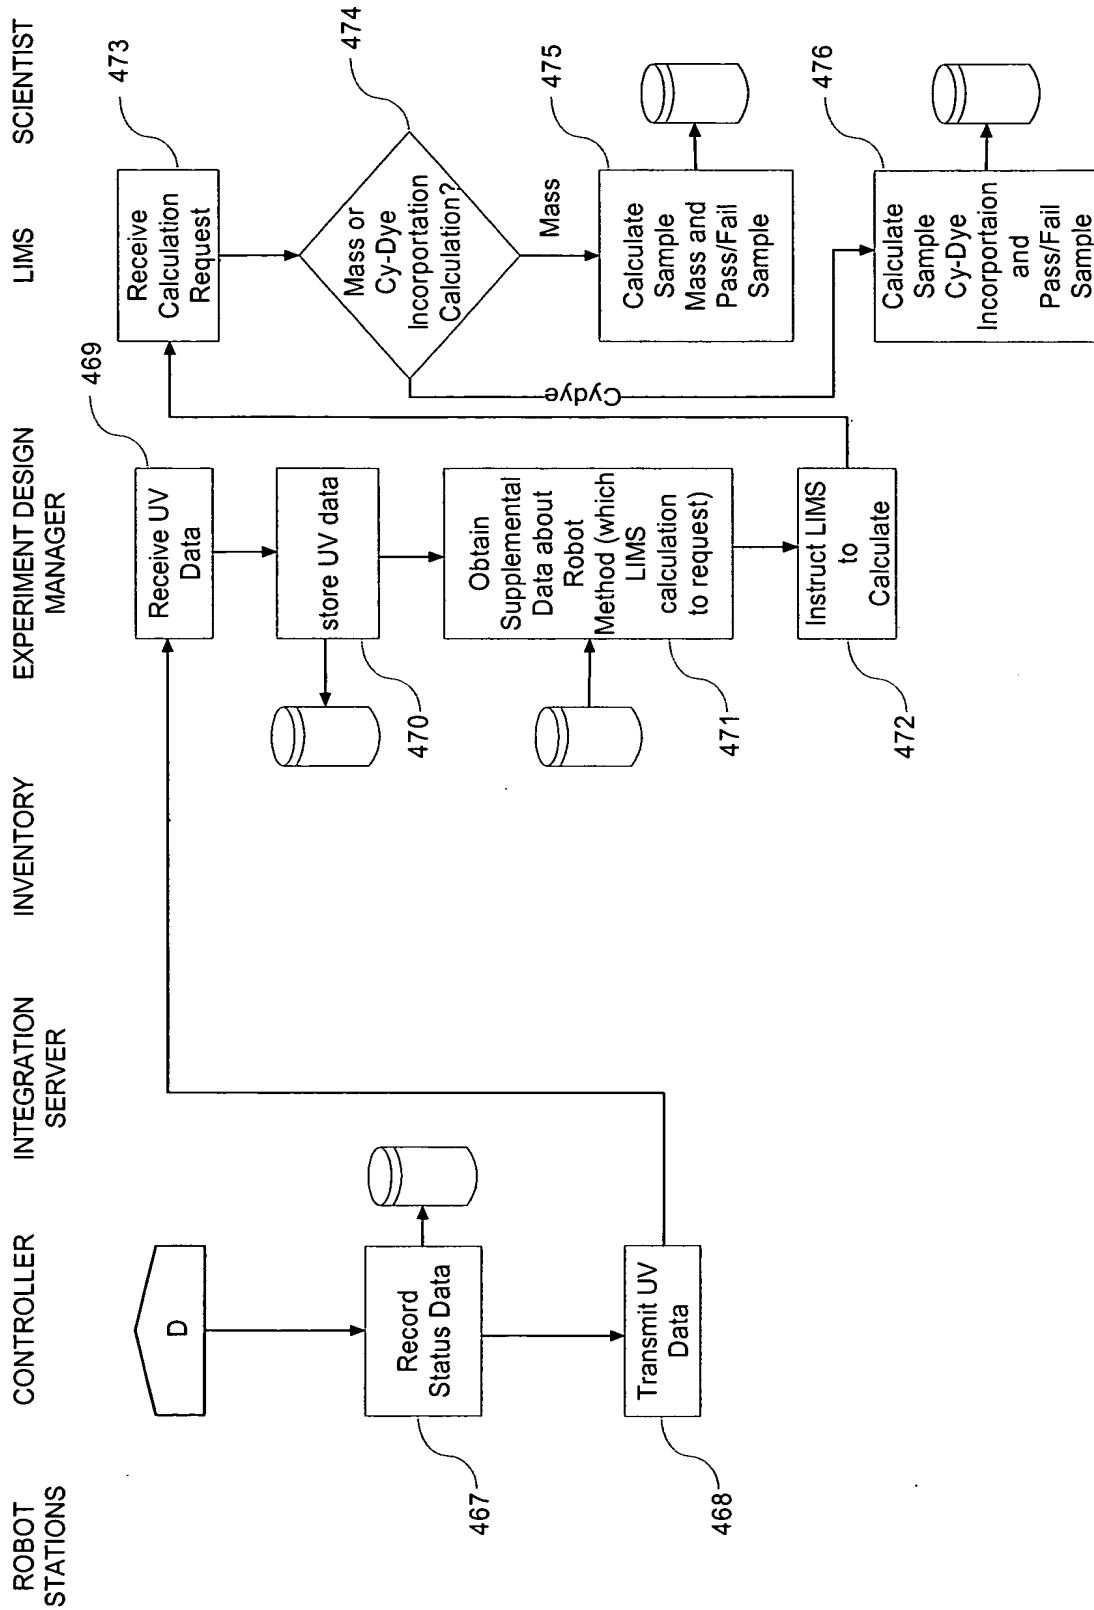 ROBOT
STATIONS
CONTROLLER
INTEGRATION
SERVER
INVENTORY
EXPERIMENT DESIGN
MANAGER
LIMS
SCIENTIST
D
Record
Status Data
467
Transmit UV
Data
468
Receive UV
Data
469
store UV data
470
Obtain
Supplemental
Data about
Robot
Method (which
LIMS
calculation
to request)
471
Instruct LIMS
to
Calculate
472
Receive
Calculation
Request
473
Mass or
Cy-Dye
Incorportation
Calculation?
474
Mass
Cydye
Calculate
Sample
Mass and
Pass/Fail
Sample
475
Calculate
Sample
Cy-Dye
Incorportaion
and
Pass/Fail
Sample
476